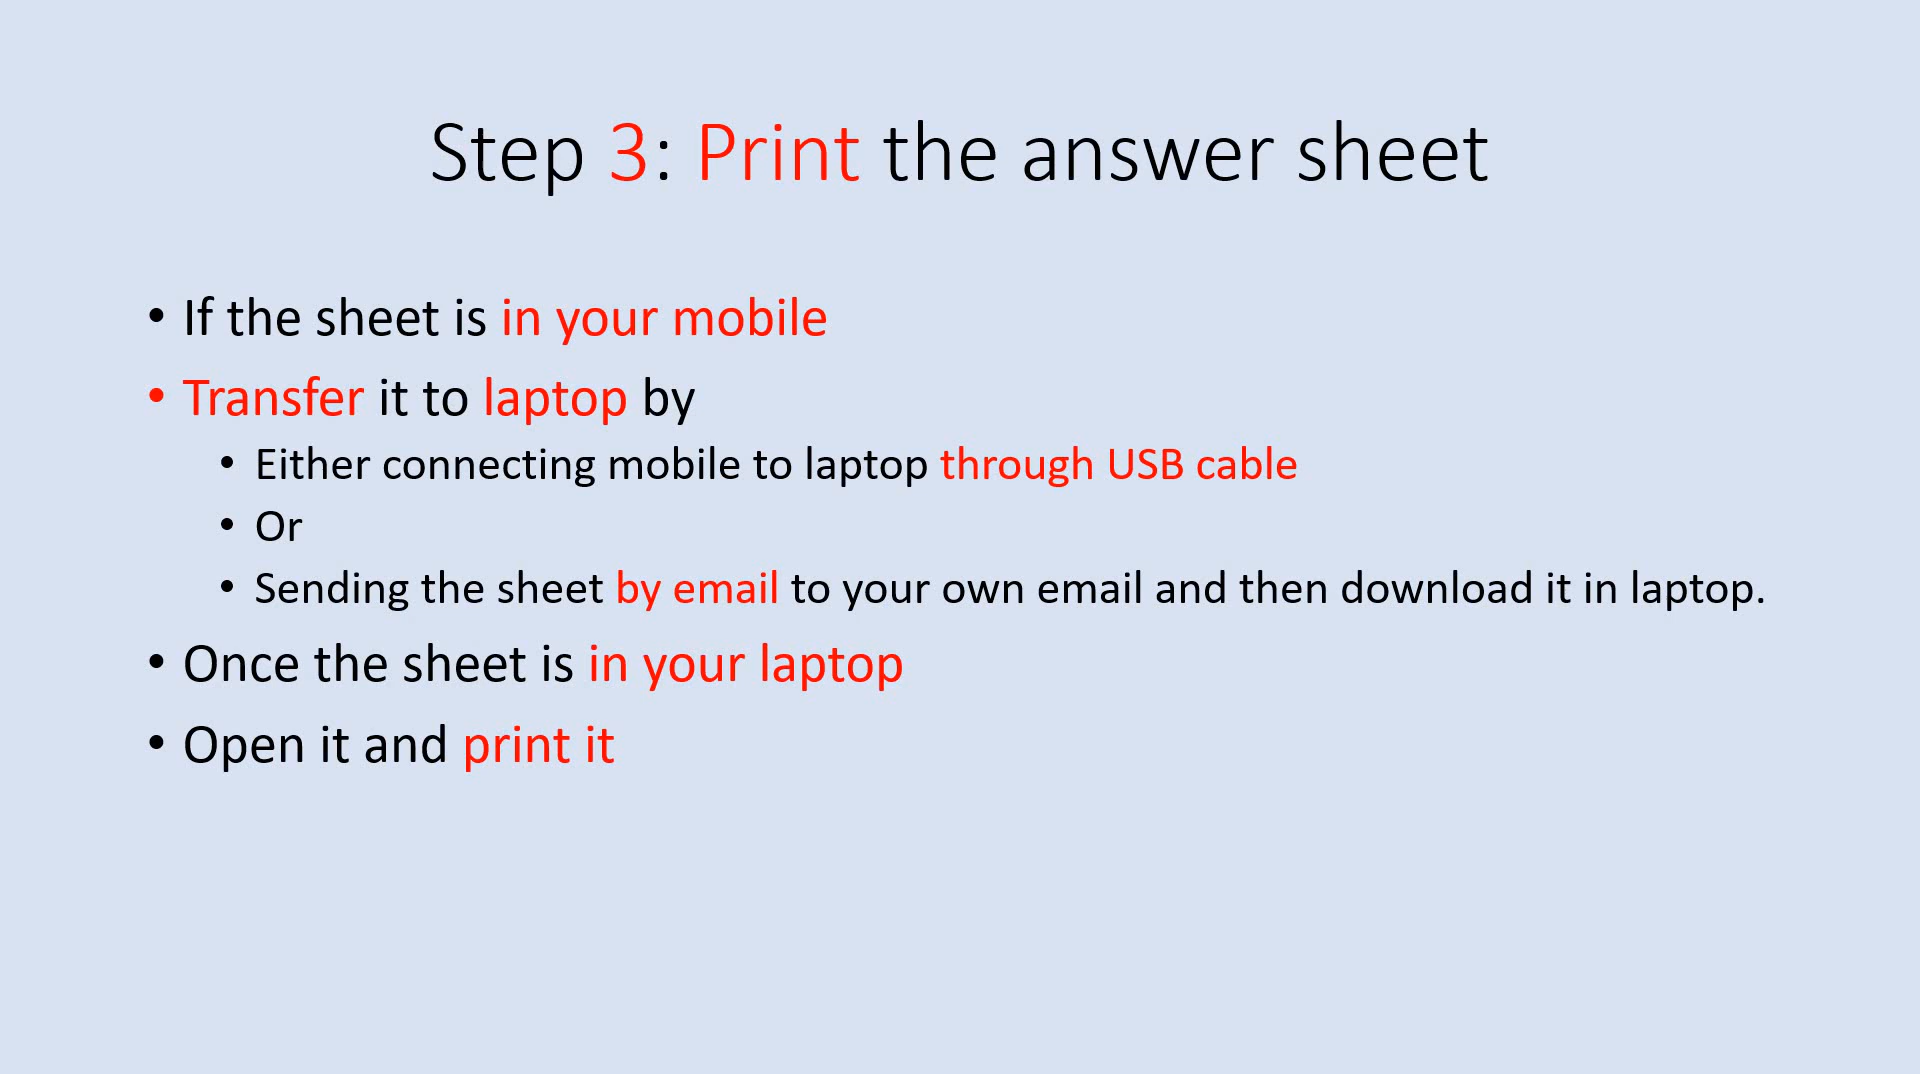 Step 3: Print the answer sheet
• If the sheet is in your mobile
• Transfer it to laptop by
• Either connecting mobile to laptop through USB cable
• Or
• Sending the sheet by email to your own email and then download it in laptop.
• Once the sheet is in your laptop
• Open it and print it